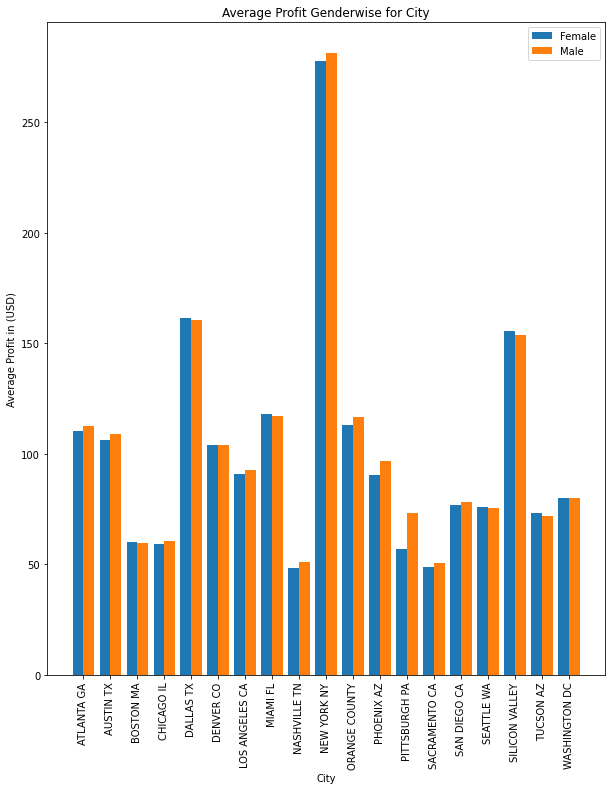 Average Profit Genderwise for City
Female
Male
Average Profit in (USD)
250
200
150
100
50
0
ATLANTA GA
AUSTIN TX
BOSTON MA
CHICAGO IL
DALLAS TX
DENVER CO
LOS ANGELES CA
MIAMI FL
NASHVILLE TN
NEW YORK NY
ORANGE COUNTY
PHOENIX AZ
PITTSBURGH PA
SACRAMENTO CA
SAN DIEGO CA
SEATTLE WA
SILICON VALLEY
TUCSON AZ
WASHINGTON DC
City